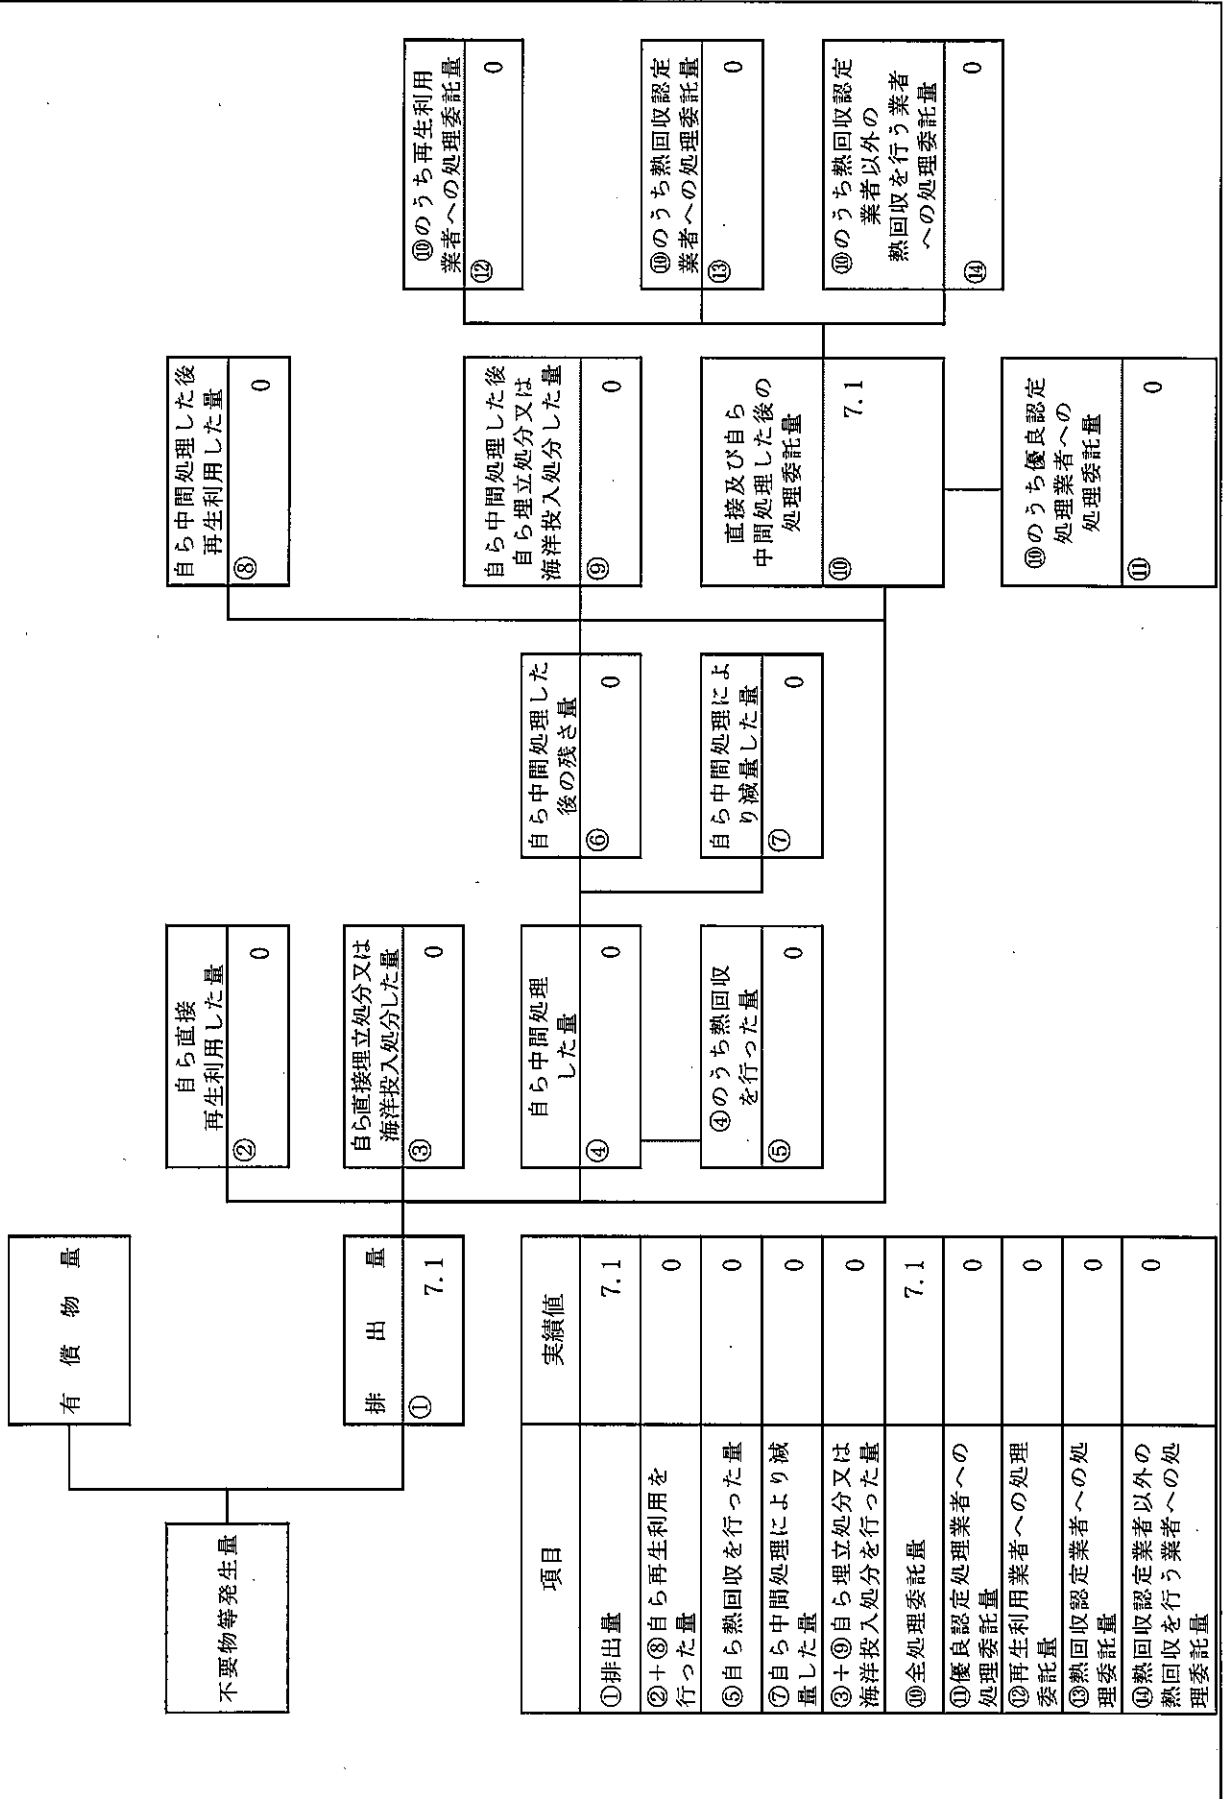 有償物量
不要物等発生量
排出量
① 7.1
自ら直接
再生利用した量
② 0
自ら直接埋立処分又は
海洋投入処分した量
③ 0
自ら中間処理
した量
④ 0
④のうち熱回収
を行った量
⑤ 0
自ら中間処理した
後の残さ量
⑥ 0
自ら中間処理によ
り減量した量
⑦ 0
自ら中間処理した後
再生利用した量
⑧ 0
自ら中間処理した後
自ら埋立処分又は
海洋投入処分した量
⑨ 0
直接及び自ら
中間処理した後の
処理委託量
⑩ 7.1
⑩のうち優良認定
処理業者への
処理委託量
⑪ 0
⑩のうち再生利用
業者への処理委託量
⑫ 0
⑩のうち熱回収認定
業者への処理委託量
⑬ 0
⑩のうち熱回収認定
業者以外の
熱回収を行う業者
への処理委託量
⑭ 0
項目 実績値
①排出量 7.1
②+⑧自ら再生利用を
行った量 0
⑤自ら熱回収を行った量 0
⑦自ら中間処理により減
量した量 0
③+⑨自ら埋立処分又は
海洋投入処分を行った量 0
⑩全処理委託量 7.1
⑪優良認定処理業者への
処理委託量 0
⑫再生利用業者への処理
委託量 0
⑬熱回収認定業者への処
理委託量 0
⑭熱回収認定業者以外の
熱回収を行う業者への処
理委託量 0